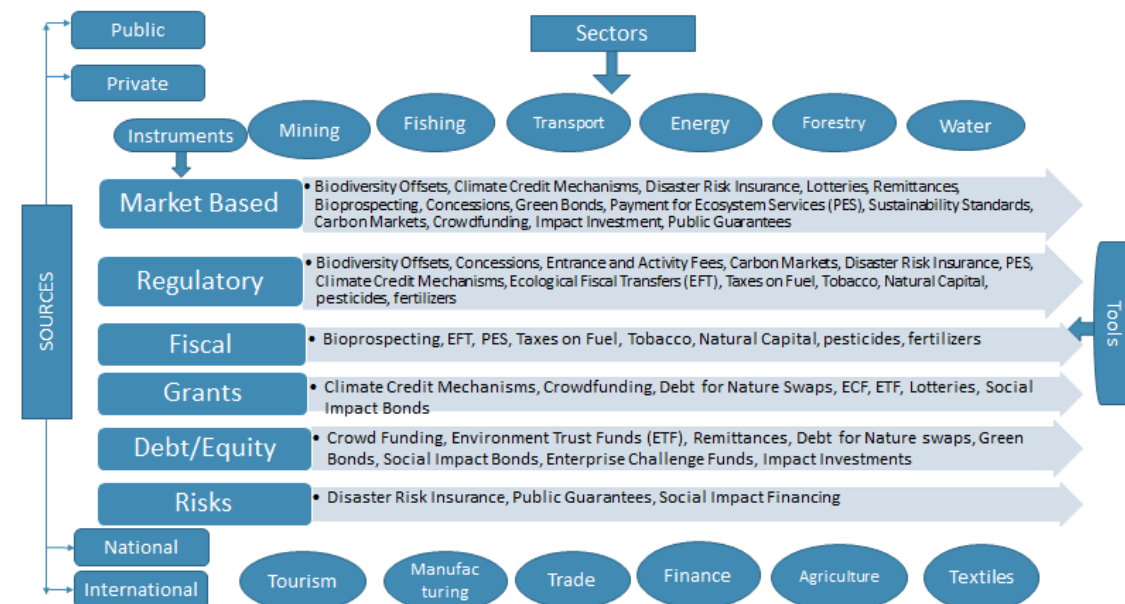 Public
Sectors
Private
Instruments
Mining
Fishing
Transport
Energy
Forestry
Water
SOURCES
Market Based
• Biodiversity Offsets, Climate Credit Mechanisms, Disaster Risk Insurance, Lotteries, Remittances,
Bioprospecting, Concessions, Green Bonds, Payment for Ecosystem Services (PES), Sustainability Standards,
Carbon Markets, Crowdfunding, Impact Investment, Public Guarantees
Regulatory
• Biodiversity Offsets, Concessions, Entrance and Activity Fees, Carbon Markets, Disaster Risk Insurance, PES,
Climate Credit Mechanisms, Ecological Fiscal Transfers (EFT), Taxes on Fuel, Tobacco, Natural Capital,
pesticides, fertilizers
Tools
Fiscal
• Bioprospecting, EFT, PES, Taxes on Fuel, Tobacco, Natural Capital, pesticides, fertilizers
Grants
• Climate Credit Mechanisms, Crowdfunding, Debt for Nature Swaps, ECF, ETF, Lotteries, Social
Impact Bonds
Debt/Equity
• Crowd Funding, Environment Trust Funds (ETF), Remittances, Debt for Nature swaps, Green
Bonds, Social Impact Bonds, Enterprise Challenge Funds, Impact Investments
Risks
• Disaster Risk Insurance, Public Guarantees, Social Impact Financing
National
International
Tourism
Manufac
turing
Trade
Finance
Agriculture
Textiles